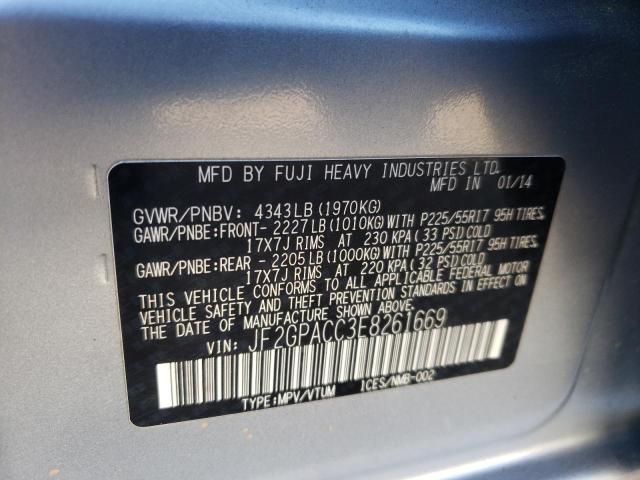 MFD BY FUJI HEAVY INDUSTRIES LTD.
MFD IN 01/14
GVWR/PNBV: 4343LB(1970KG)
GAWR/PNBE:FRONT- 2227LB(1010KG)WITH P225/55R17 95H TIRES,
17X7J RIMS AT 230 KPA(33 PSI)COLD
GAWR/PNBE:REAR - 2205LB(1000KG)WITH P225/55R17 95H TIRES,
17X7J RIMS AT 220 KPA(32 PSI)COLD
THIS VEHICLE CONFORMS TO ALL APPLICABLE FEDERAL MOTOR
VEHICLE SAFETY AND BUMPER STANDARDS IN EFFECT ON
THE DATE OF MANUFACTURE SHOWN ABOVE.
VIN: JF2GPACC3E8261669
TYPE:MPV/VTUM ICES/NMB-002